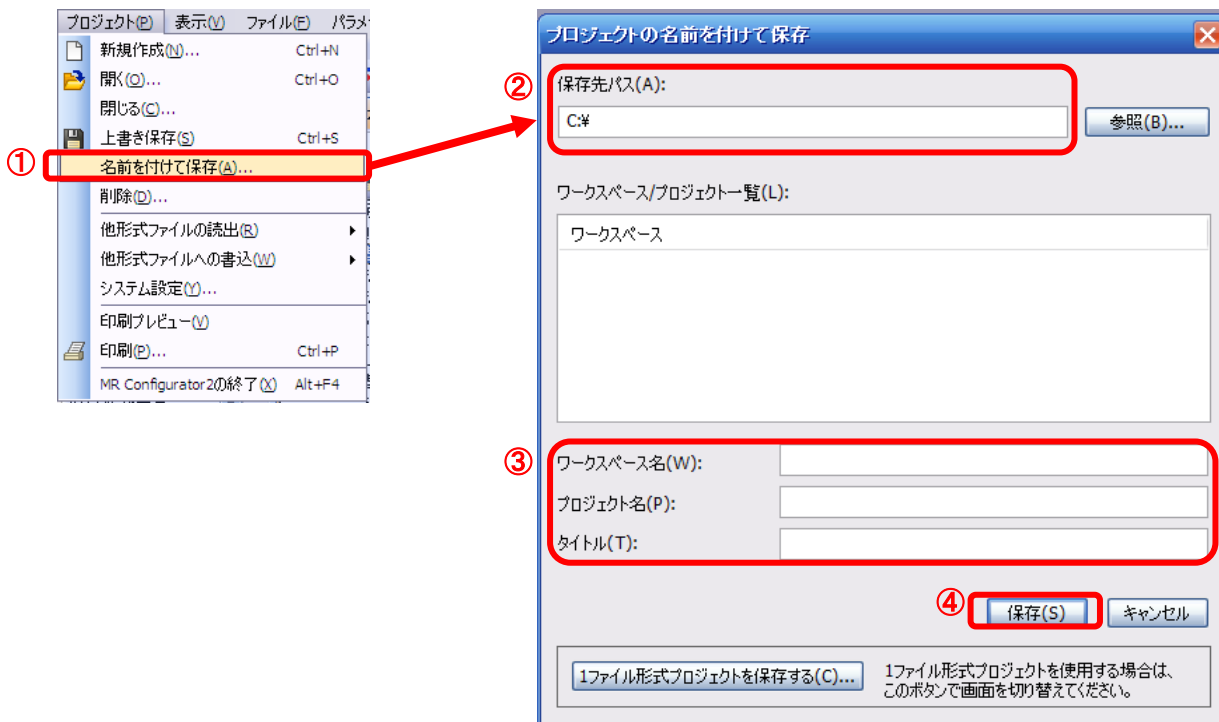 プロジェクト(P) 表示(V) ファイル(F) パラメ
新規作成(N)... Ctrl+N
開く(O)... Ctrl+O
閉じる(C)...
上書き保存(S) Ctrl+S
①
名前を付けて保存(A)...
削除(D)...
他形式ファイルの読出(R)
他形式ファイルへの書込(W)
システム設定(Y)...
印刷プレビュー(V)
印刷(P)... Ctrl+P
MR Configurator2の終了(X) Alt+F4
プロジェクトの名前を付けて保存
②
保存先パス(A):
C:¥
参照(B)...
ワークスペース/プロジェクト一覧(L):
ワークスペース
③
ワークスペース名(W):
プロジェクト名(P):
タイトル(T):
④
保存(S)
キャンセル
1ファイル形式プロジェクトを保存する(C)...
1ファイル形式プロジェクトを使用する場合は、
このボタンで画面を切り替えてください。